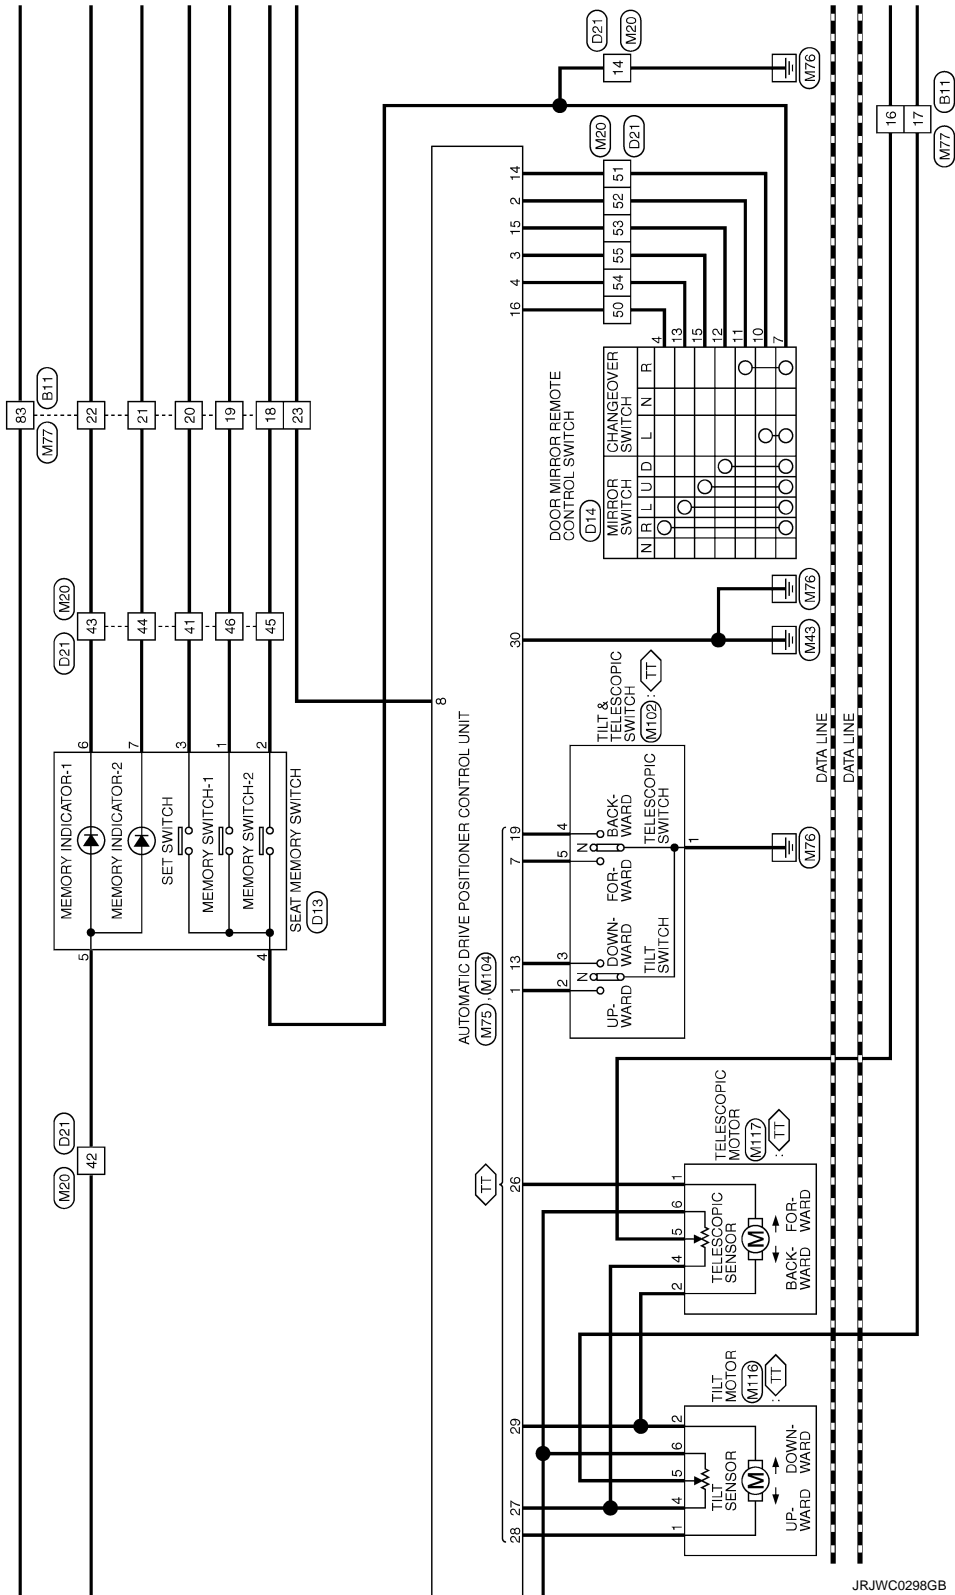 D21
M20
14
M76
B11
16
17
M77
M20
D21
14
51
2
52
15
53
3
55
4
54
16
50
4
13
15
12
11
10
7
DOOR MIRROR REMOTE
CONTROL SWITCH
D14
MIRROR
SWITCH
CHANGEOVER
SWITCH
N
R
L
U
D
L
N
R
83
B11
M77
22
21
20
19
18
23
M20
D21
43
44
41
46
45
6
7
3
1
2
MEMORY INDICATOR-1
MEMORY INDICATOR-2
SET SWITCH
MEMORY SWITCH-1
MEMORY SWITCH-2
SEAT MEMORY SWITCH
D13
5
4
D21
M20
42
8
AUTOMATIC DRIVE POSITIONER CONTROL UNIT
M75 , M104
30
M76
M43
TILT &
TELESCOPIC
SWITCH
M102 : TT
19
4
7
5
13
3
1
2
N
BACK-
WARD
FOR-
WARD
TELESCOPIC
SWITCH
N
DOWN-
WARD
UP-
WARD
TILT
SWITCH
1
M76
DATA LINE
DATA LINE
TT
26
TELESCOPIC
MOTOR
M117
: TT
1
6
5
4
2
TELESCOPIC
SENSOR
M
BACK-
WARD
FOR-
WARD
29
27
28
TILT
MOTOR
M116
: TT
2
6
5
4
1
TILT
SENSOR
M
UP-
WARD
DOWN-
WARD
JRJWC0298GB